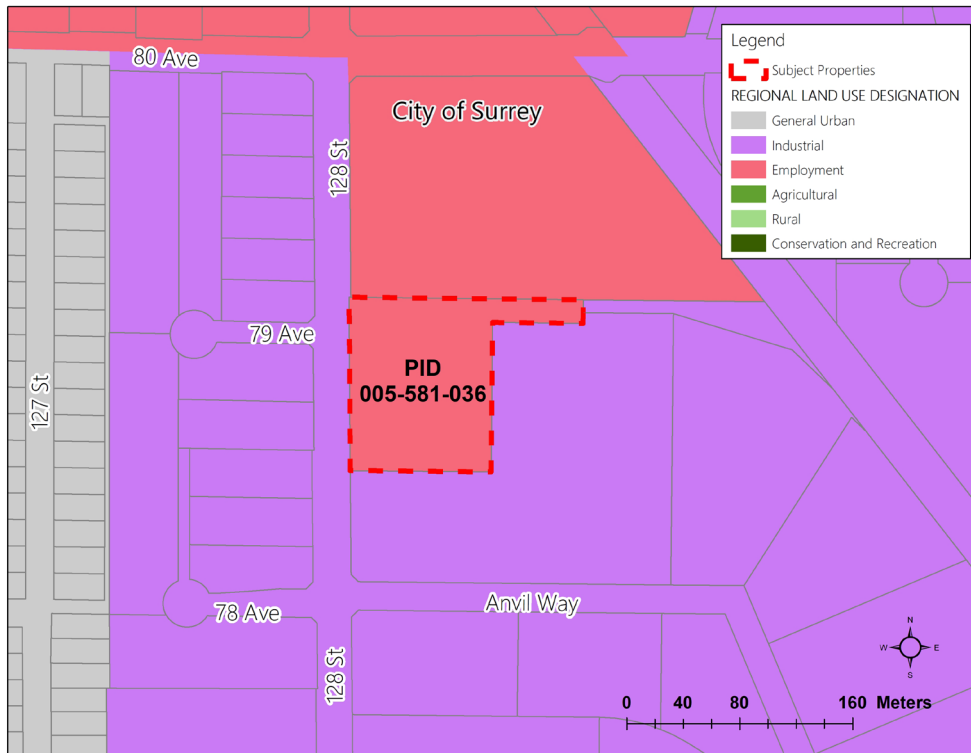 80 Ave
Legend
Subject Properties
REGIONAL LAND USE DESIGNATION
General Urban
Industrial
Employment
Agricultural
Rural
Conservation and Recreation
City of Surrey
128 St
79 Ave
PID
005-581-036
127 St
78 Ave
Anvil Way
128 St
N
W
E
S
0 40 80 160 Meters